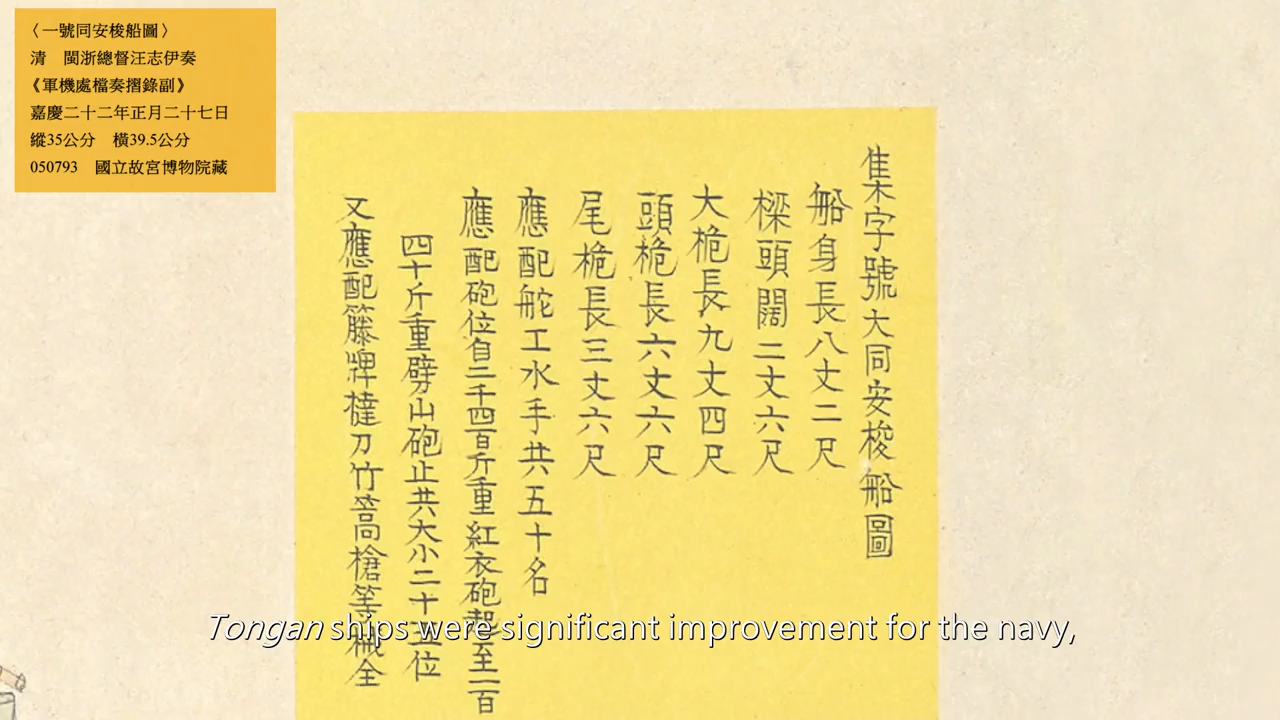 〈一號同安梭船圖〉
清　閩浙總督汪志伊奏
《軍機處檔奏摺錄副》
嘉慶二十二年正月二十七日
縱35公分　橫39.5公分
050793　國立故宮博物院藏
集字號大同安梭船圖
船身長八丈二尺
樑頭闊二丈六尺
大桅長九丈四尺
頭桅長六丈六尺
尾桅長三丈六尺
應配舵工水手共五十名
應配砲位自二千四百斤重紅衣砲起至一百
四十斤重劈山砲止共大小二十五位
又應配籐牌撻刀竹篙槍等械全
Tongan ships were significant improvement for the navy,